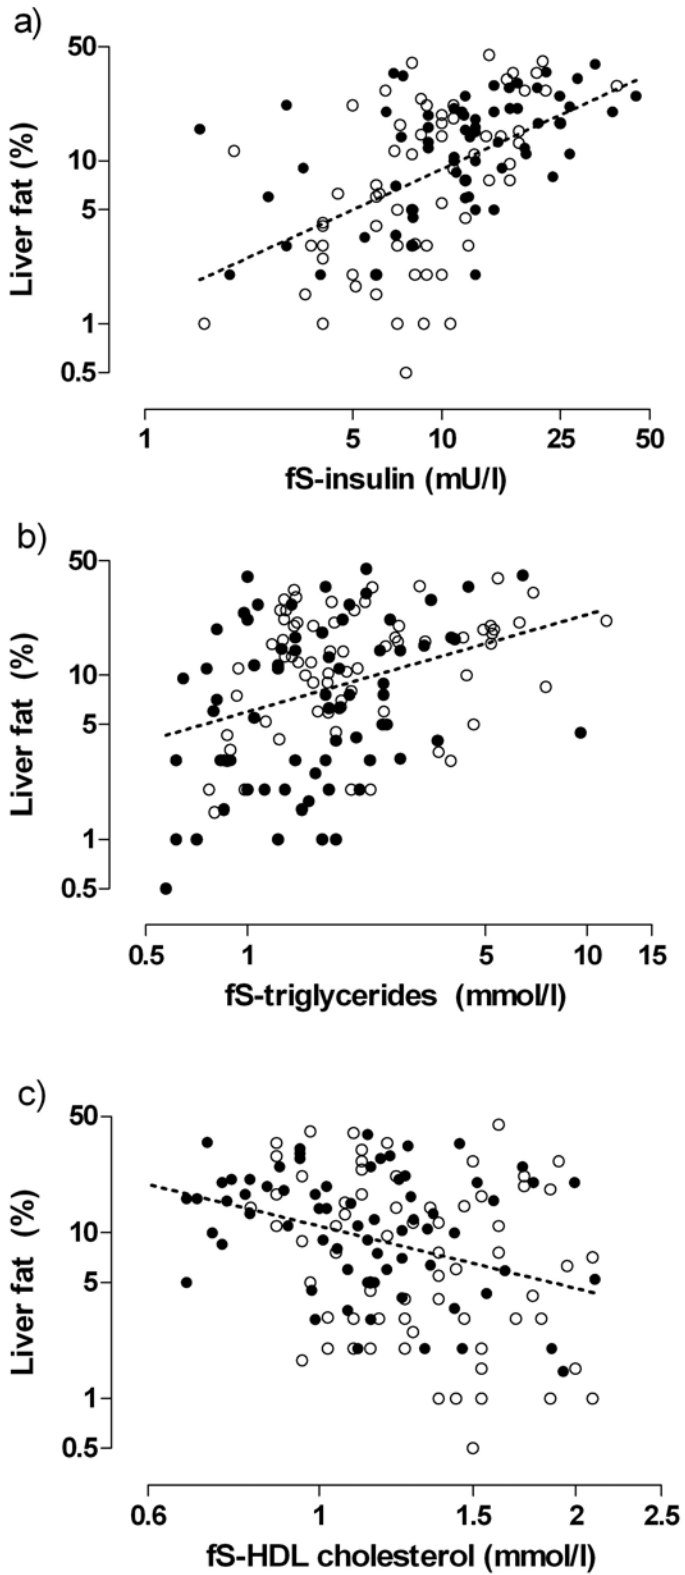 a)
50
10
5
1
0.5
Liver fat (%)
1 5 10 25 50
fS-insulin (mU/l)
b)
50
10
5
1
0.5
Liver fat (%)
0.5 1 5 10 15
fS-triglycerides (mmol/l)
c)
50
10
5
1
0.5
Liver fat (%)
0.6 1 1.5 2 2.5
fS-HDL cholesterol (mmol/l)